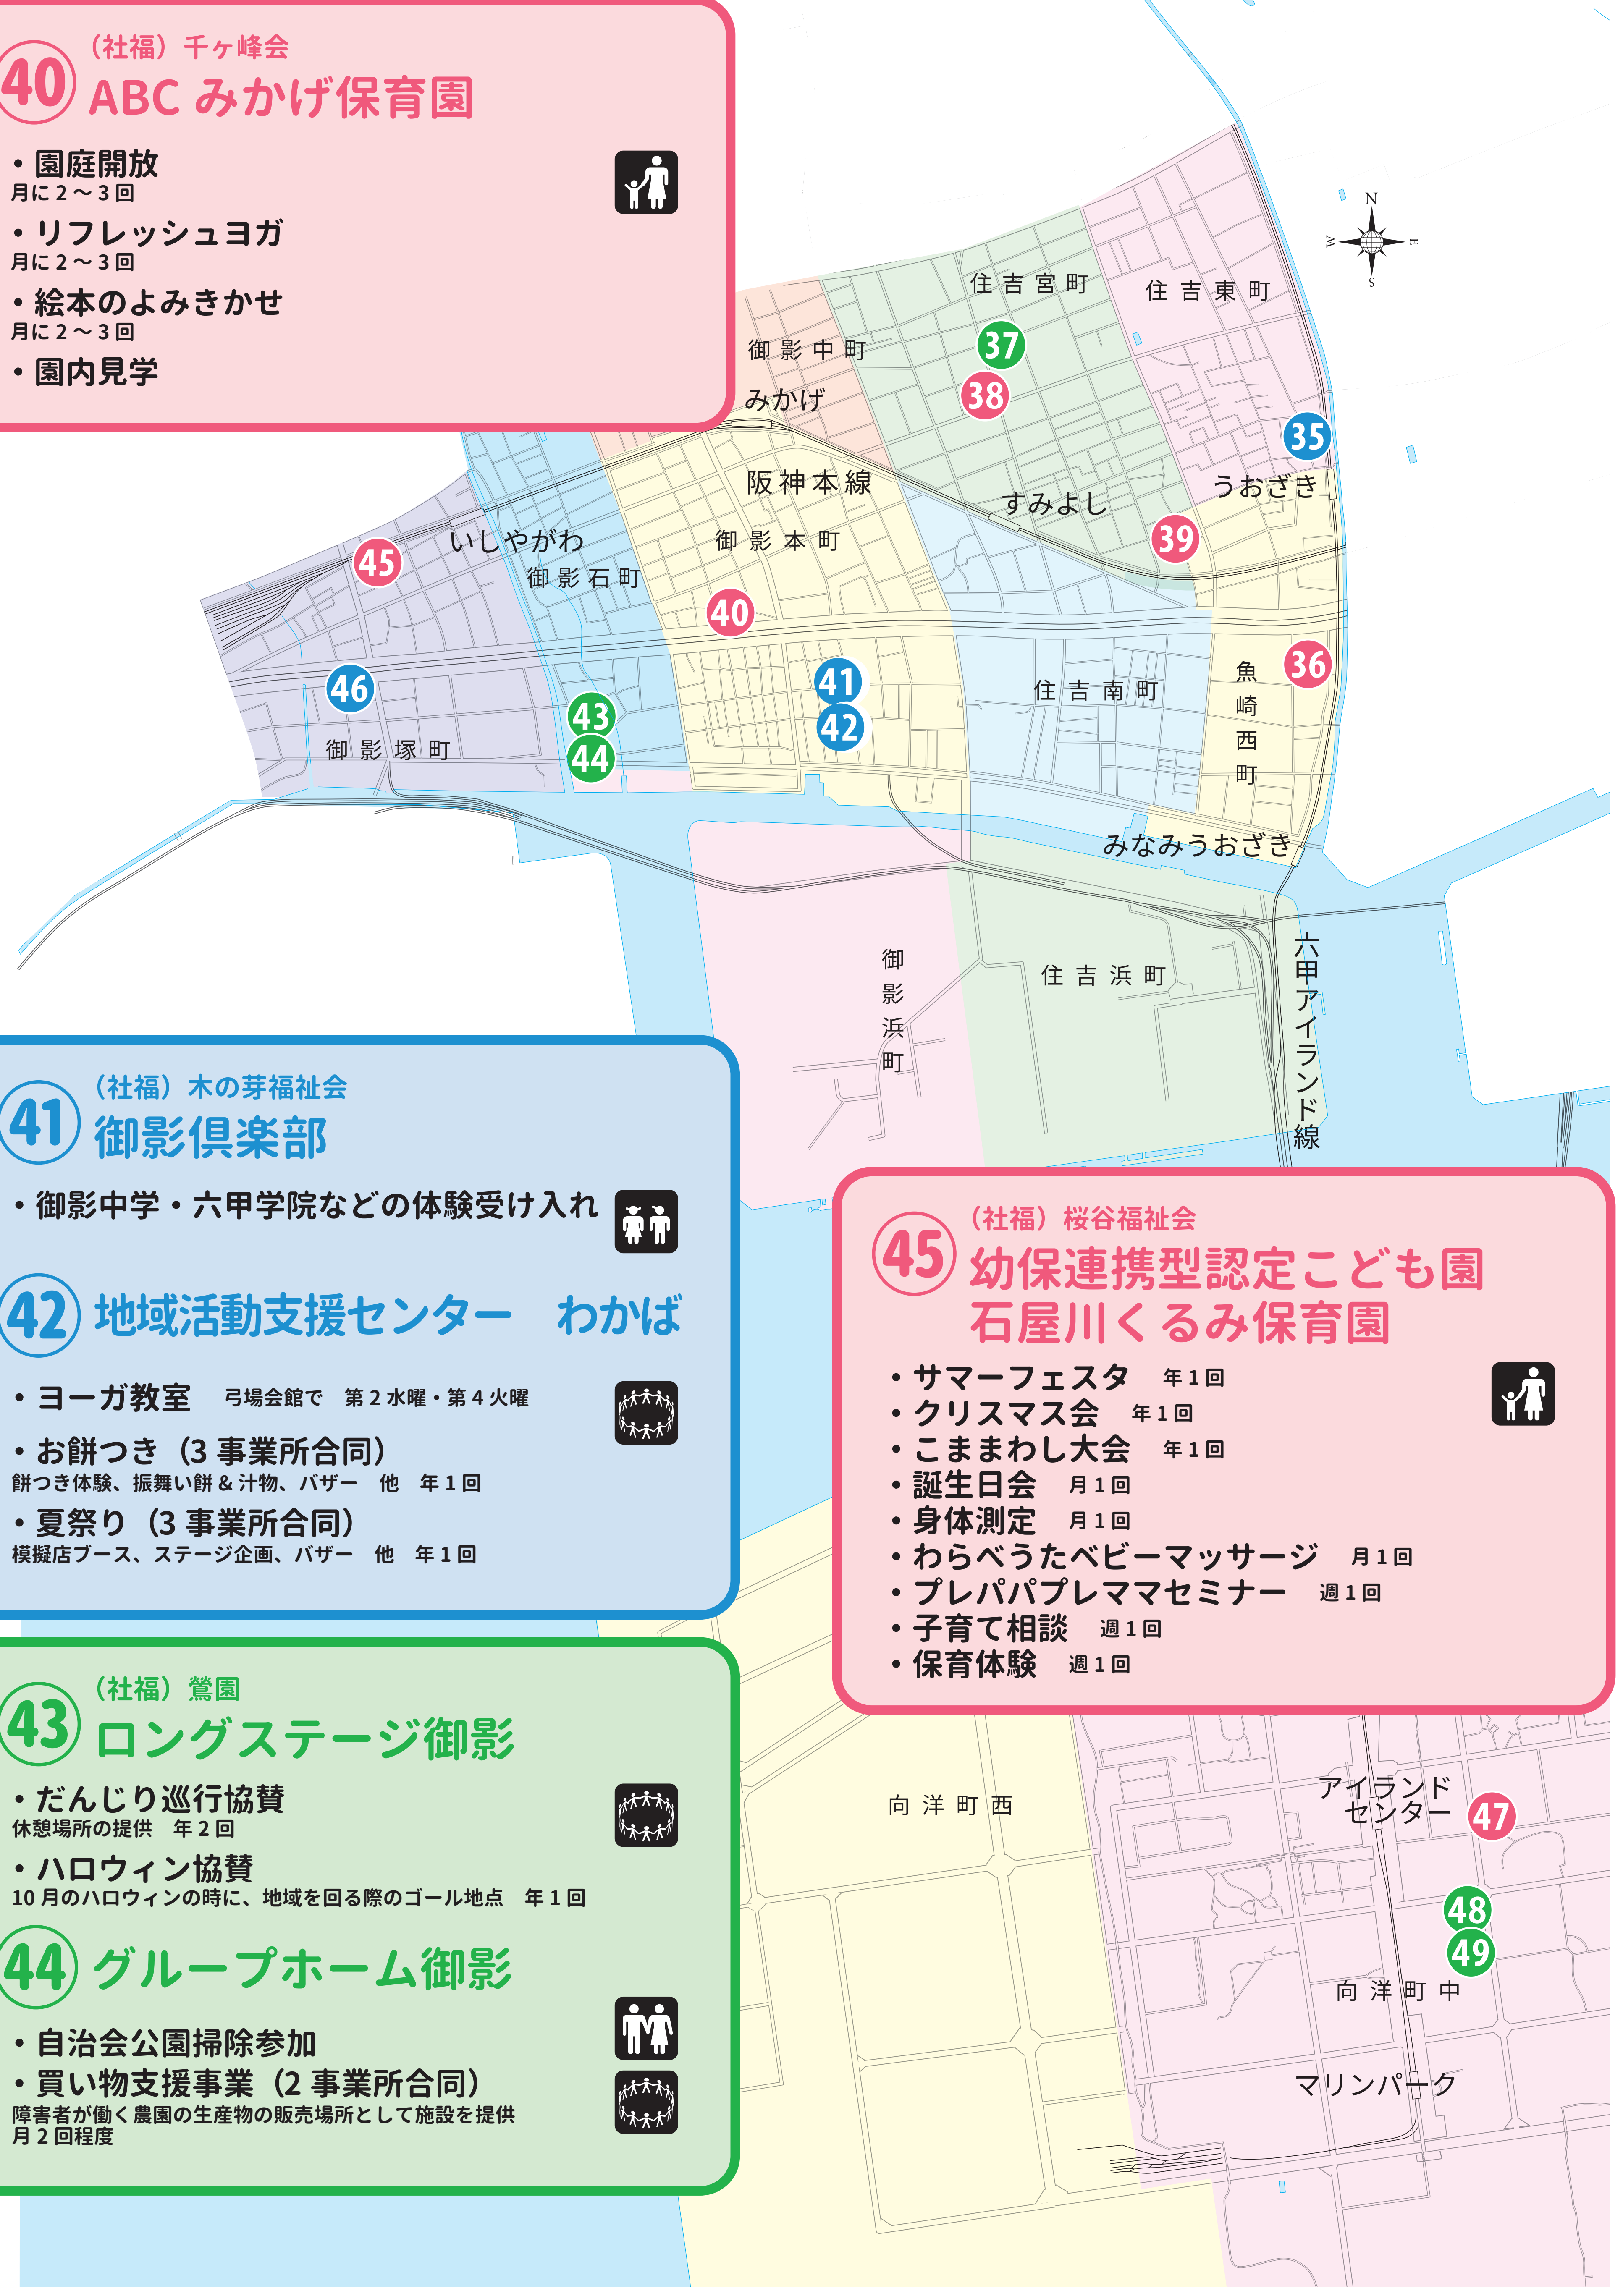 40
（社福）千ヶ峰会
ABC みかげ保育園
・園庭開放
月に 2 ～ 3 回
・リフレッシュヨガ
月に 2 ～ 3 回
・絵本のよみきかせ
月に 2 ～ 3 回
・園内見学
N
W
E
S
住吉宮町
住吉東町
37
38
御影中町
みかげ
35
うおざき
阪神本線
すみよし
39
いしやがわ
45
御影本町
御影石町
40
46
41
42
43
44
住吉南町
36
魚崎西町
御影塚町
みなみうおざき
御影浜町
住吉浜町
六甲アイランド線
41
（社福）木の芽福祉会
御影倶楽部
・御影中学・六甲学院などの体験受け入れ
42
地域活動支援センター　わかば
・ヨーガ教室　弓場会館で　第 2 水曜・第 4 火曜
・お餅つき（3 事業所合同）
餅つき体験、振舞い餅 & 汁物、バザー　他　年 1 回
・夏祭り（3 事業所合同）
模擬店ブース、ステージ企画、バザー　他　年 1 回
45
（社福）桜谷福祉会
幼保連携型認定こども園
石屋川くるみ保育園
・サマーフェスタ　年 1 回
・クリスマス会　年 1 回
・こままわし大会　年 1 回
・誕生日会　月 1 回
・身体測定　月 1 回
・わらべうたベビーマッサージ　月 1 回
・プレパパプレママセミナー　週 1 回
・子育て相談　週 1 回
・保育体験　週 1 回
43
（社福）鶯園
ロングステージ御影
・だんじり巡行協賛
休憩場所の提供　年 2 回
・ハロウィン協賛
10 月のハロウィンの時に、地域を回る際のゴール地点　年 1 回
44
グループホーム御影
・自治会公園掃除参加
・買い物支援事業（2 事業所合同）
障害者が働く農園の生産物の販売場所として施設を提供
月 2 回程度
向洋町西
アイランド
センター
47
48
49
向洋町中
マリンパーク